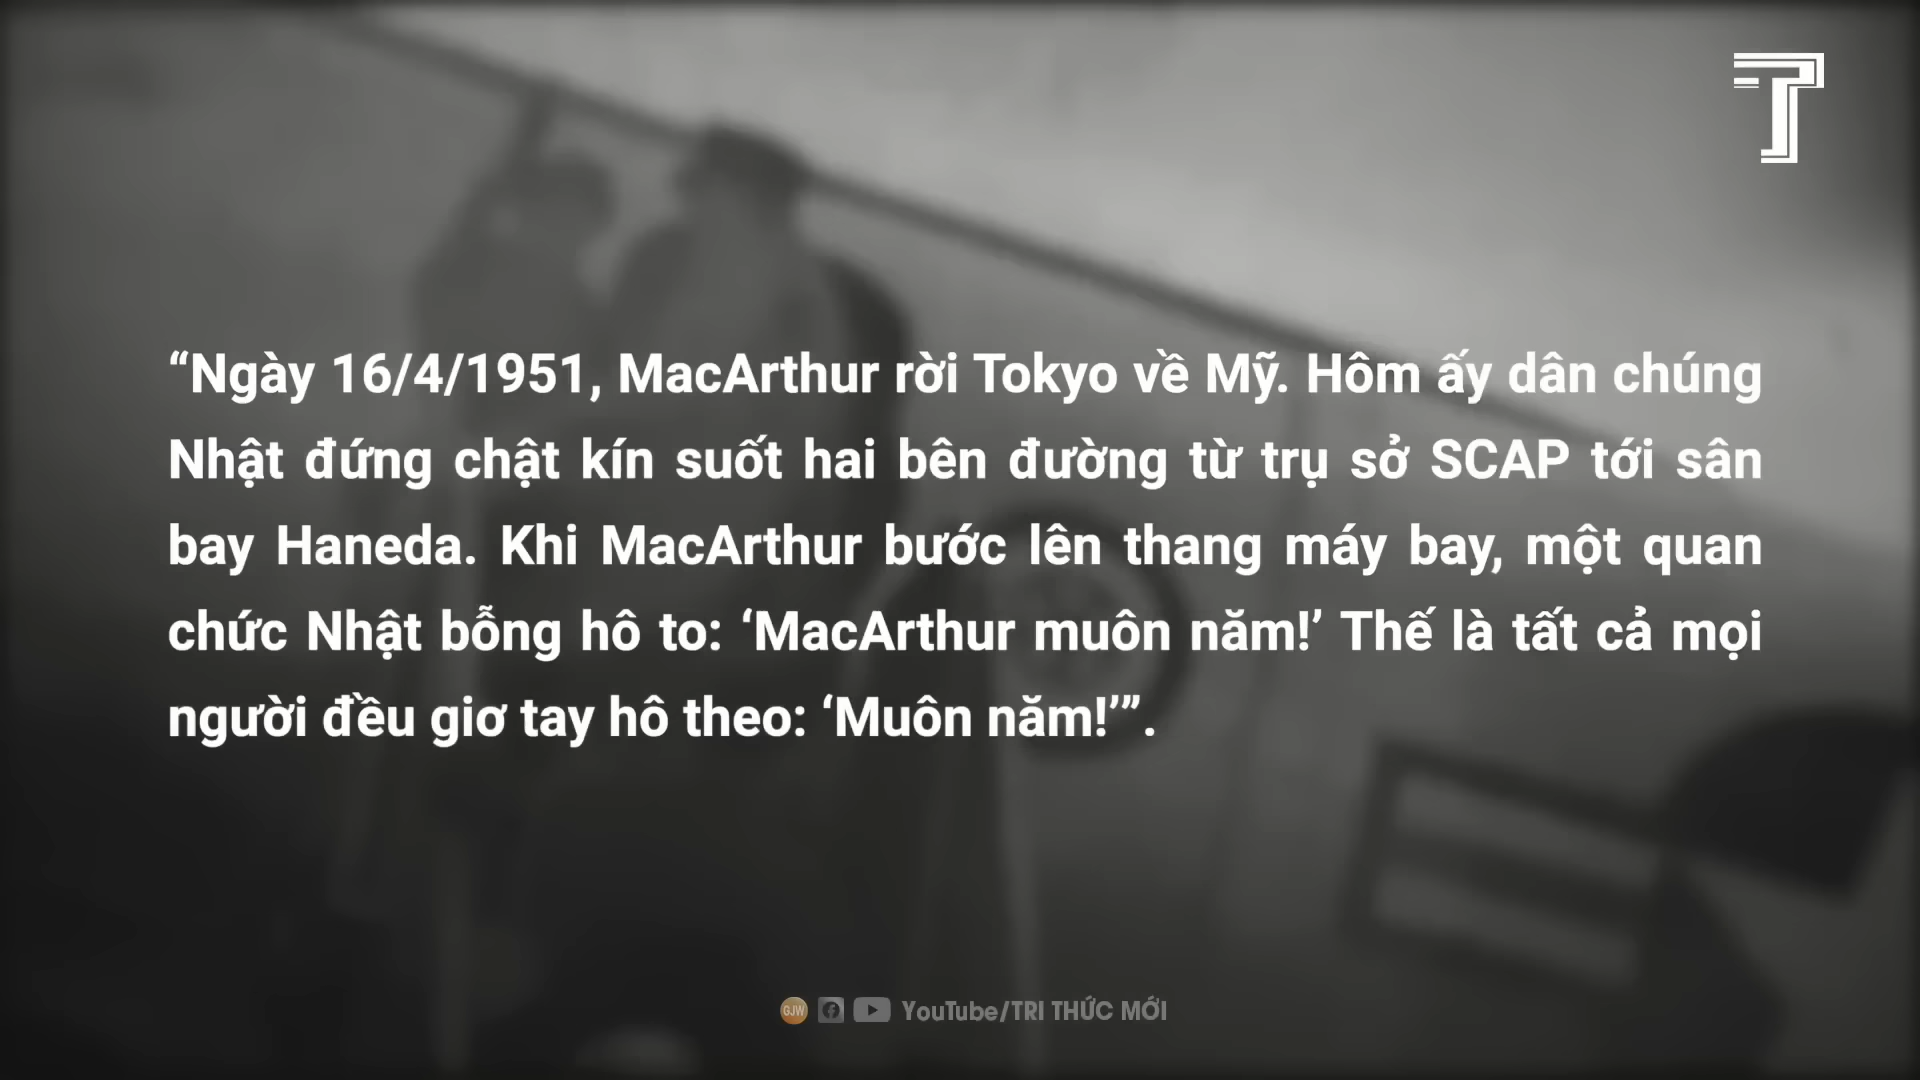 “Ngày 16/4/1951, MacArthur rời Tokyo về Mỹ. Hôm ấy dân chúng
Nhật đứng chật kín suốt hai bên đường từ trụ sở SCAP tới sân
bay Haneda. Khi MacArthur bước lên thang máy bay, một quan
chức Nhật bỗng hô to: ‘MacArthur muôn năm!’ Thế là tất cả mọi
người đều giơ tay hô theo: ‘Muôn năm!’”.
GJW YouTube/TRI THỨC MỚI